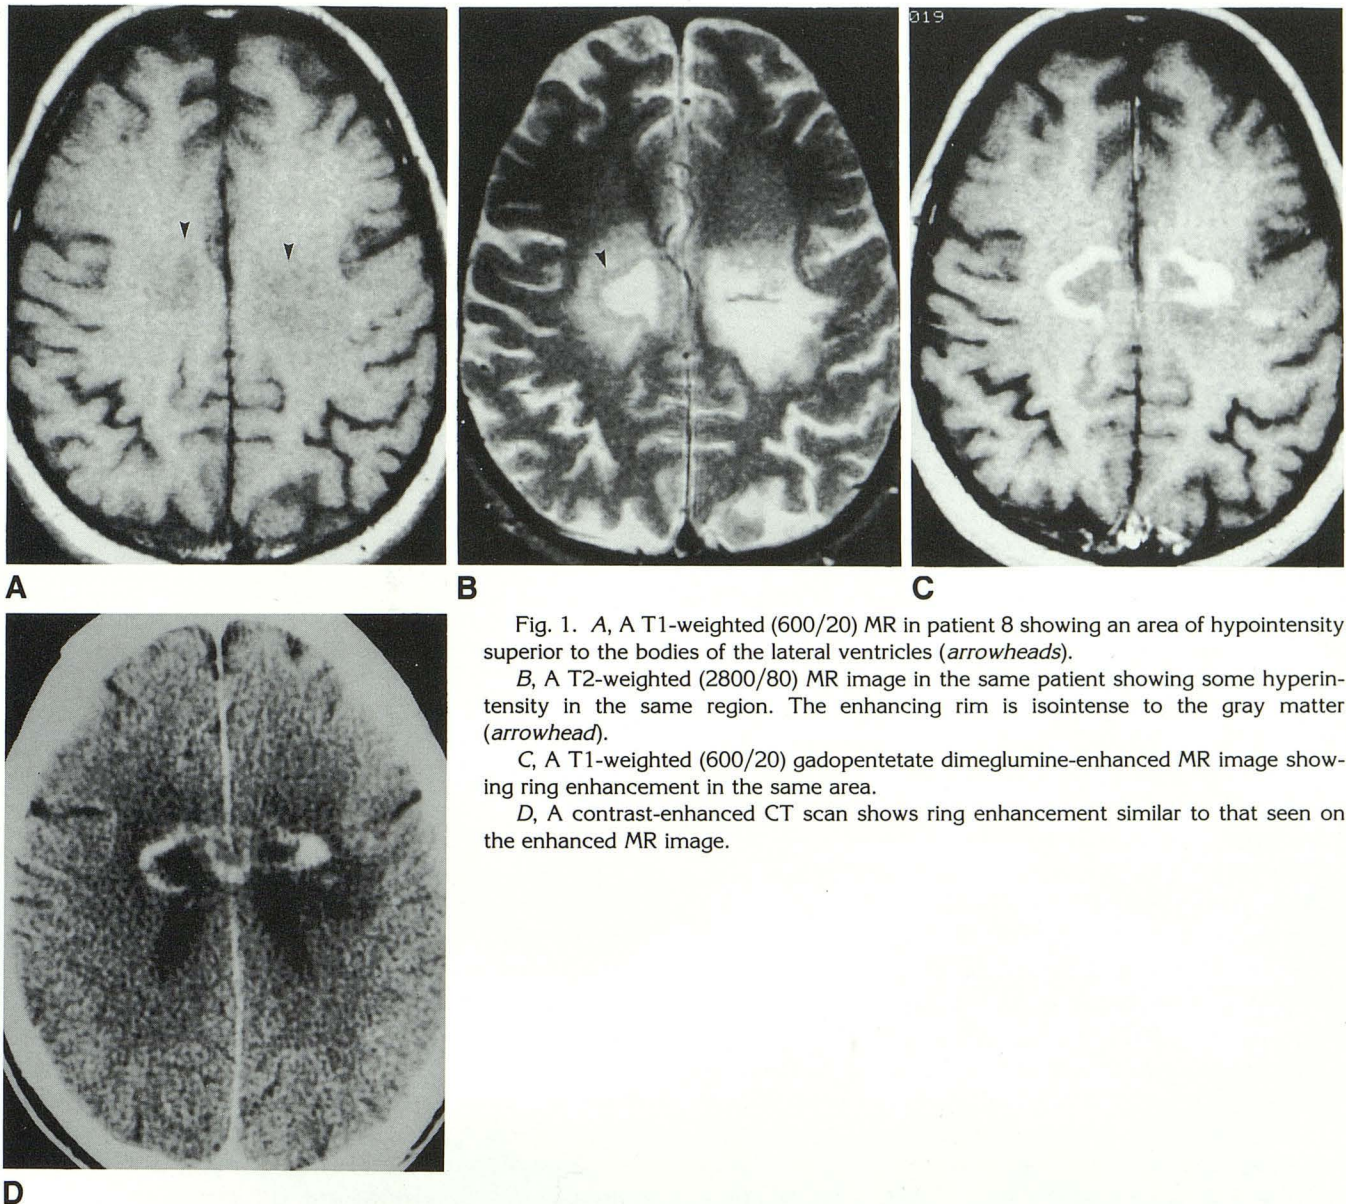 019
A
B
C
Fig. 1. A, A T1-weighted (600/20) MR in patient 8 showing an area of hypointensity
superior to the bodies of the lateral ventricles (arrowheads).
B, A T2-weighted (2800/80) MR image in the same patient showing some hyperin-
tensity in the same region. The enhancing rim is isointense to the gray matter
(arrowhead).
C, A T1-weighted (600/20) gadopentetate dimeglumine-enhanced MR image show-
ing ring enhancement in the same area.
D, A contrast-enhanced CT scan shows ring enhancement similar to that seen on
the enhanced MR image.
D